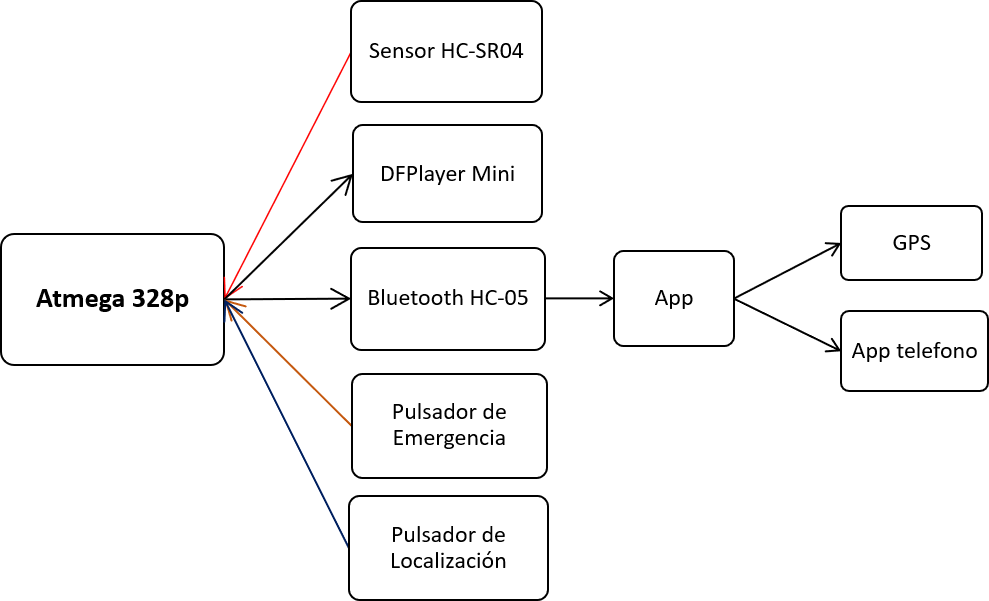 Sensor HC-SR04
DFPlayer Mini
Atmega 328p
Bluetooth HC-05
App
GPS
App telefono
Pulsador de
Emergencia
Pulsador de
Localización